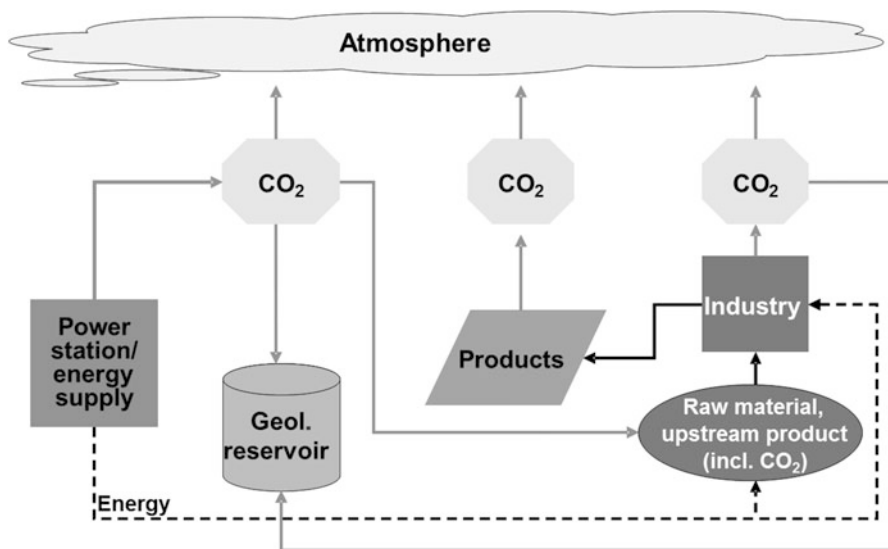 Atmosphere
CO₂
CO₂
CO₂
Power
station/
energy
supply
Industry
Products
Geol.
reservoir
Raw material,
upstream product
(incl. CO₂)
Energy